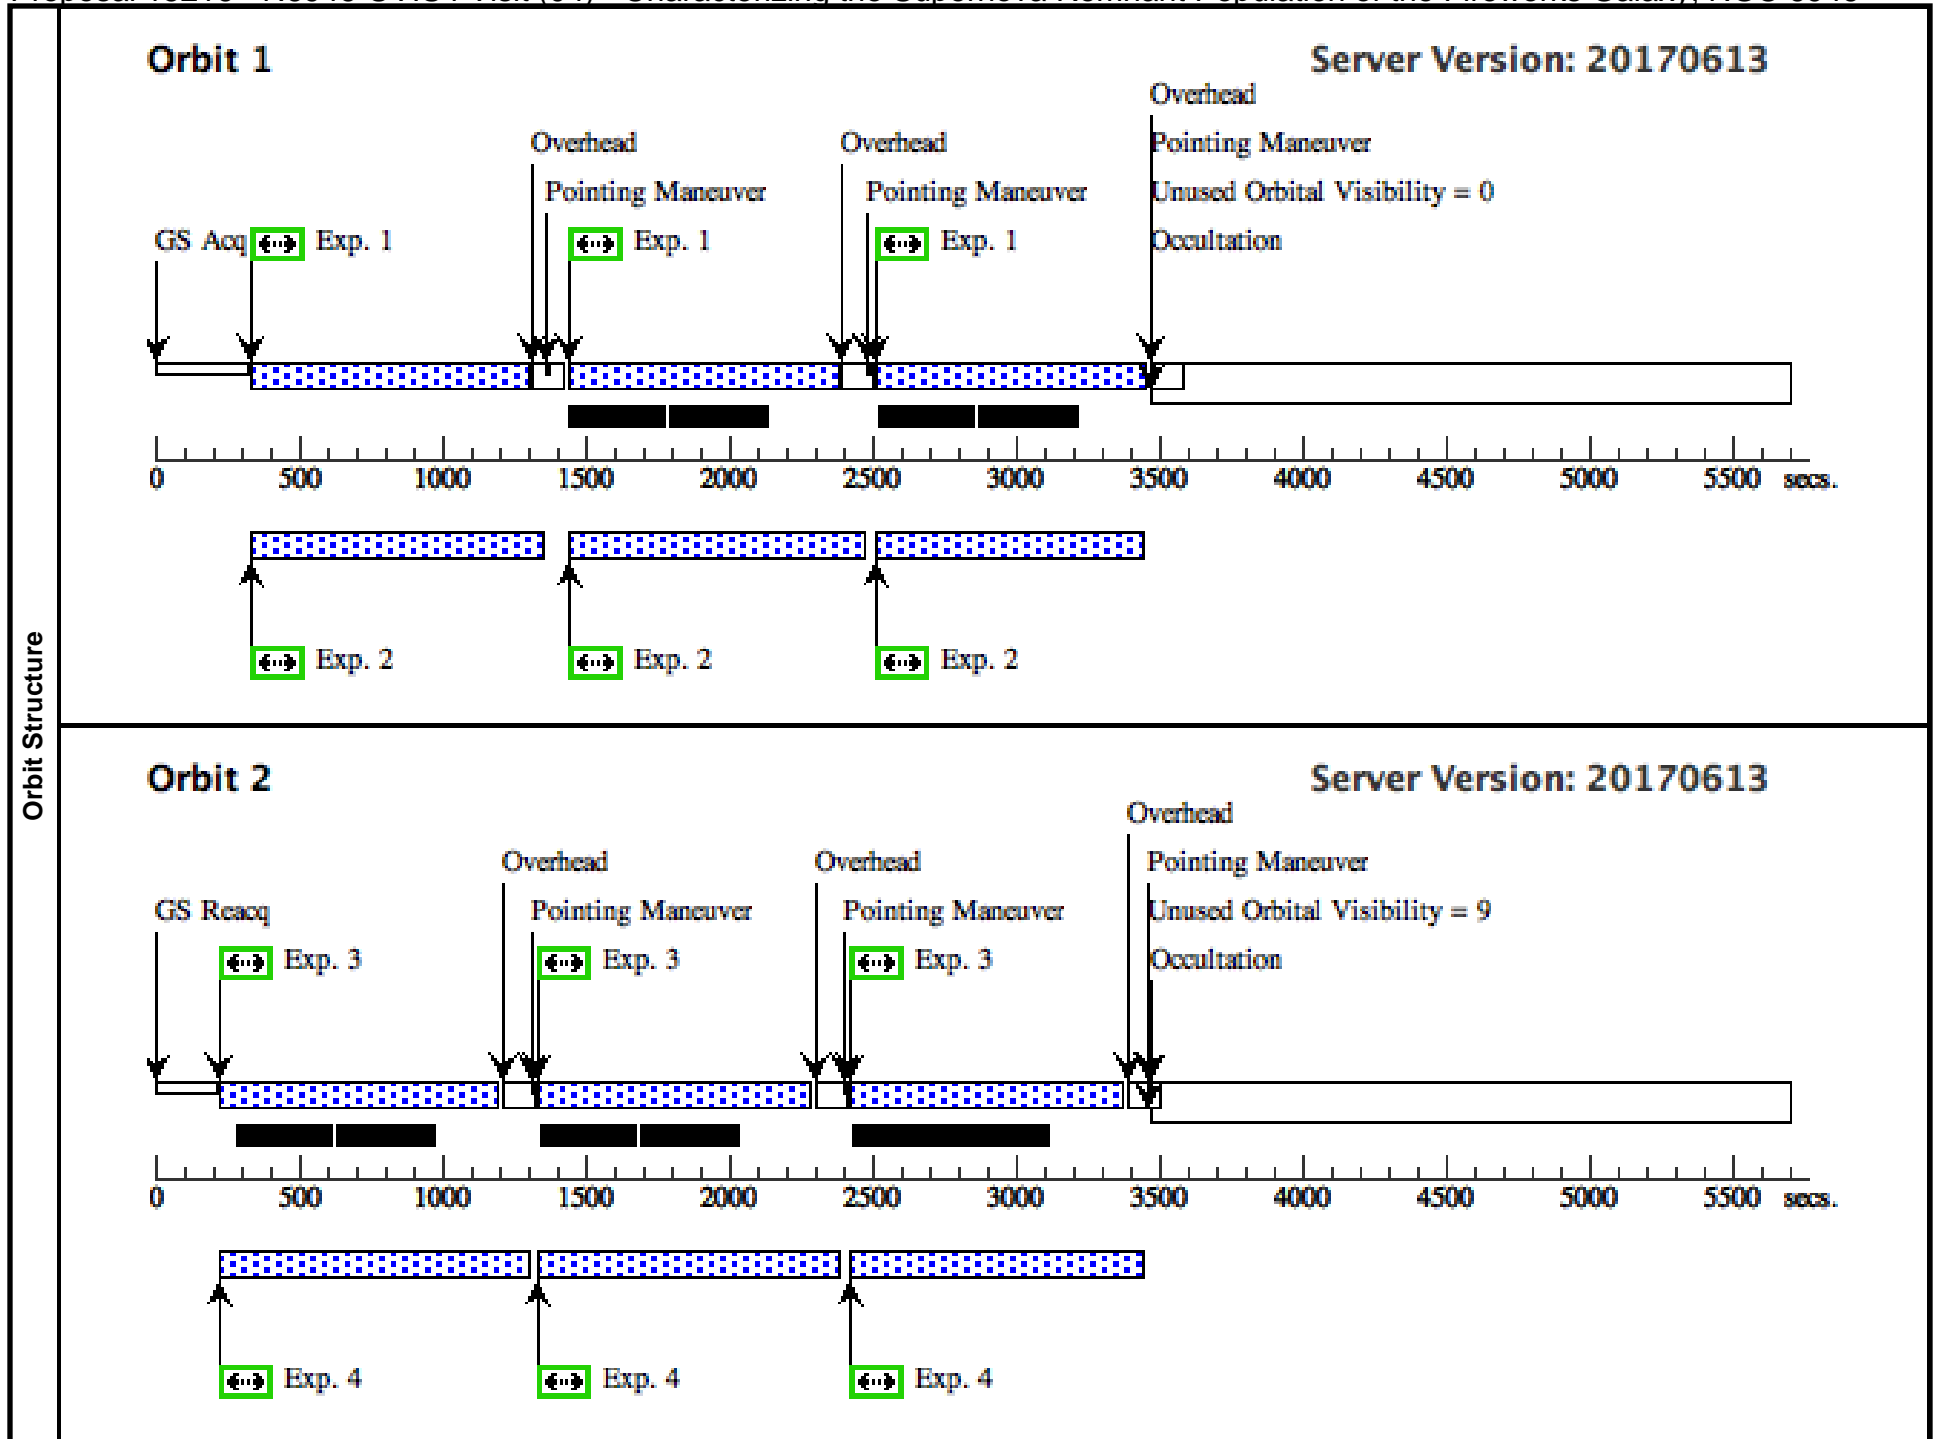 Orbit Structure
Orbit 1
Server Version: 20170613
Overhead
Overhead
Overhead
Pointing Maneuver
Pointing Maneuver
Pointing Maneuver
Unused Orbital Visibility = 0
GS Acq
Exp. 1
Exp. 1
Exp. 1
Occultation
0 500 1000 1500 2000 2500 3000 3500 4000 4500 5000 5500 secs.
Exp. 2
Exp. 2
Exp. 2
Orbit 2
Server Version: 20170613
Overhead
Overhead
Overhead
Pointing Maneuver
GS Reacq
Pointing Maneuver
Pointing Maneuver
Unused Orbital Visibility = 9
Exp. 3
Exp. 3
Exp. 3
Occultation
0 500 1000 1500 2000 2500 3000 3500 4000 4500 5000 5500 secs.
Exp. 4
Exp. 4
Exp. 4